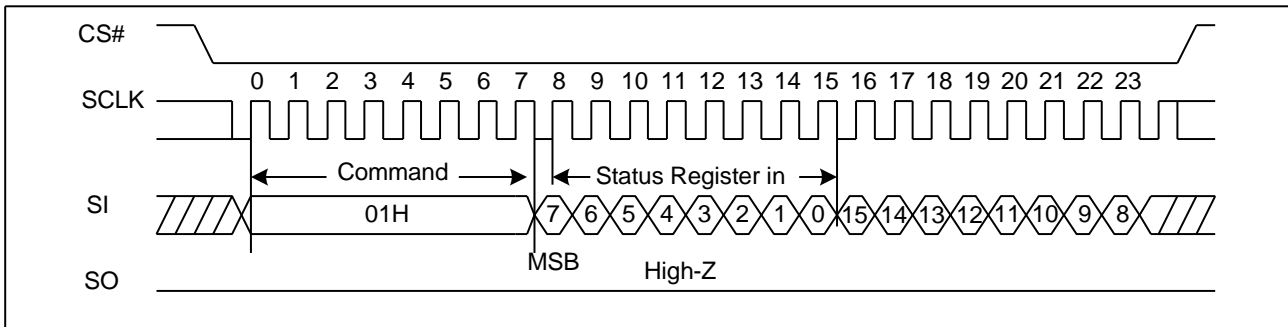 CS#
0 1 2 3 4 5 6 7 8 9 10 11 12 13 14 15 16 17 18 19 20 21 22 23
SCLK
Command
Status Register in
SI
01H
7 6 5 4 3 2 1 0 15 14 13 12 11 10 9 8
MSB
High-Z
SO